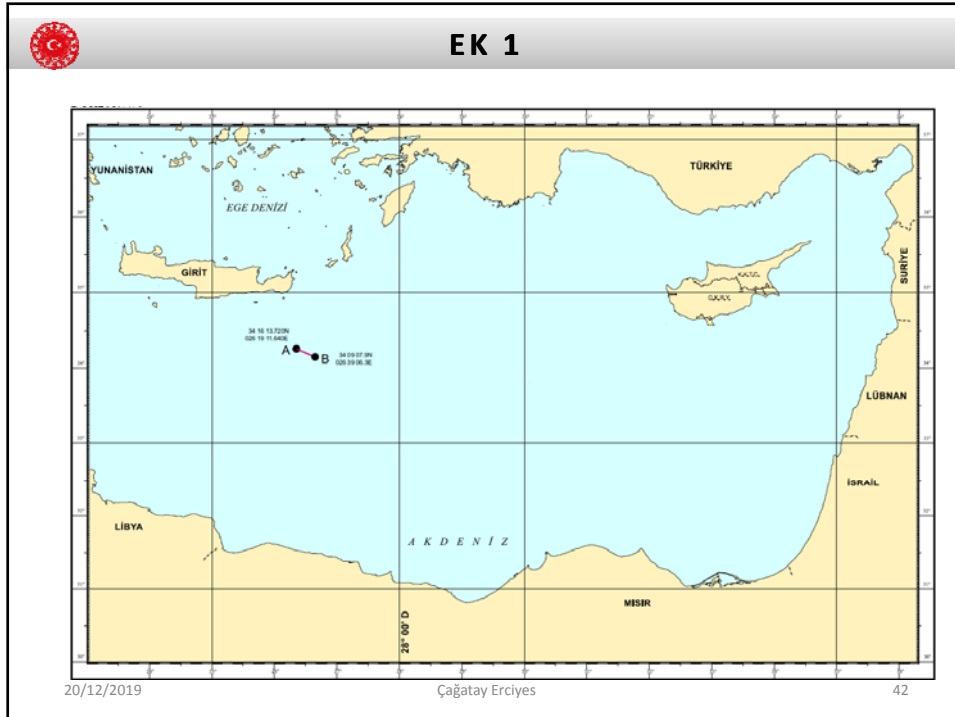 EK 1
YUNANİSTAN
TÜRKİYE
EGE DENİZİ
SURİYE
GİRİT
K.K.T.C.
G.K.R.Y.
34 16 13.720N
026 19 11.640E
A
B
34 09 07.9N
026 39 06.3E
LÜBNAN
İSRAİL
LİBYA
AKDENİZ
MISIR
28° 00' D
20/12/2019
Çağatay Erciyes
42